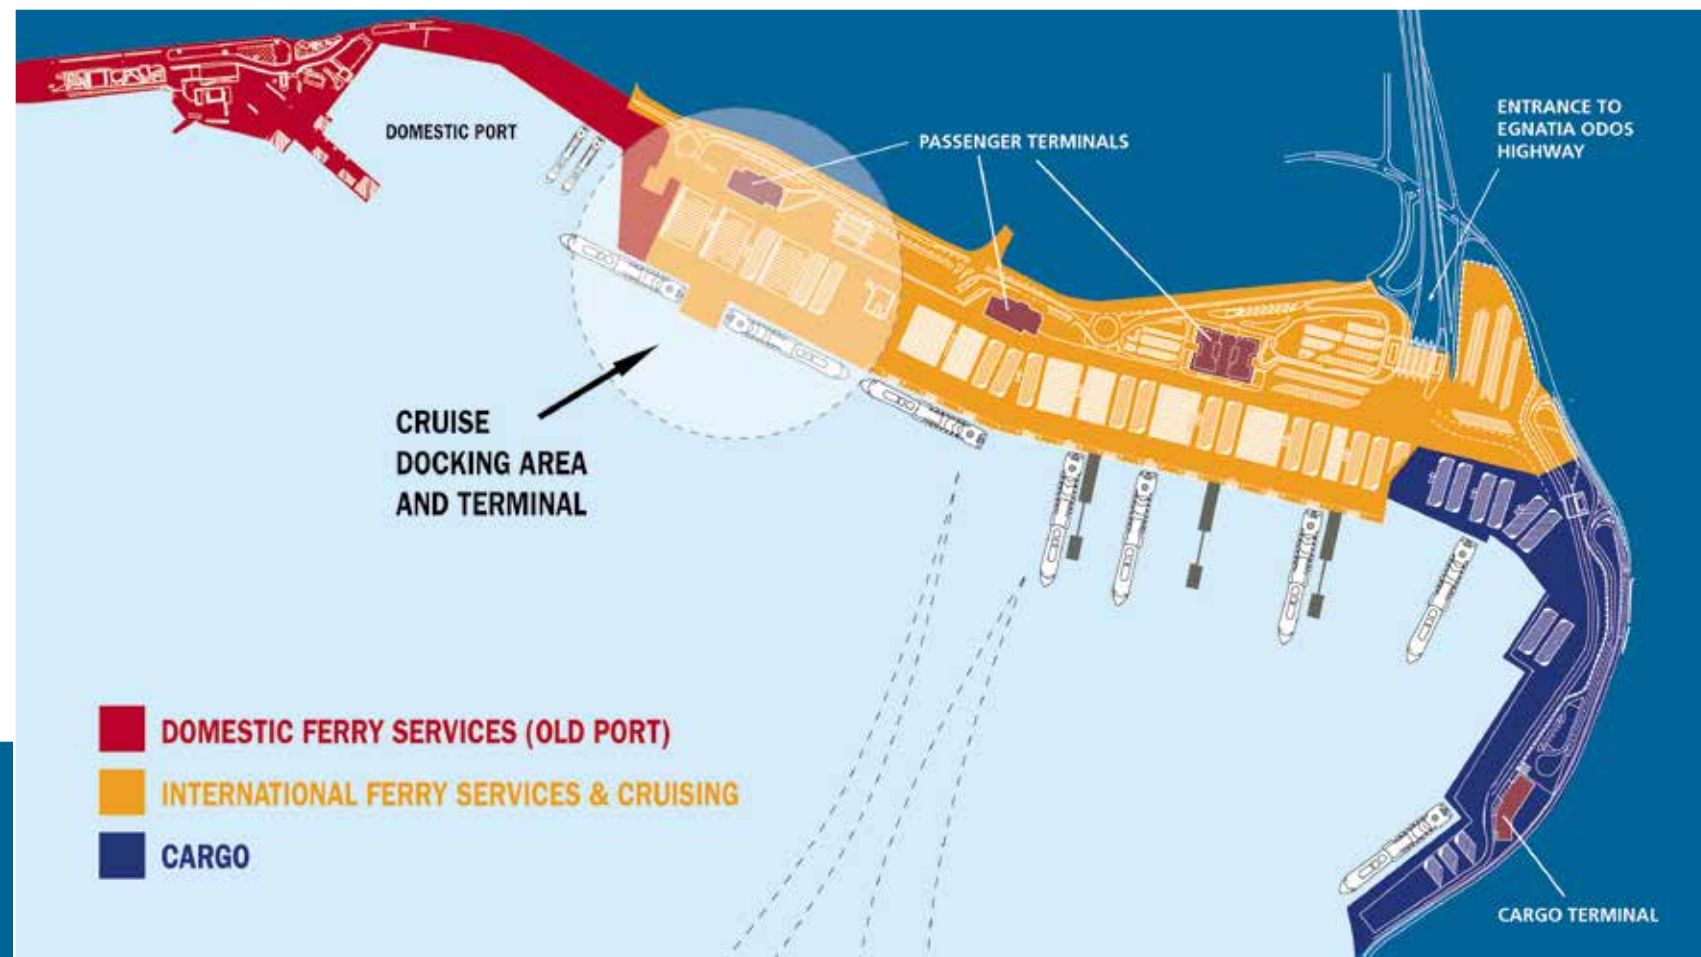 DOMESTIC PORT
PASSENGER TERMINALS
ENTRANCE TO
EGNATIA ODOS
HIGHWAY
CRUISE
DOCKING AREA
AND TERMINAL
DOMESTIC FERRY SERVICES (OLD PORT)
INTERNATIONAL FERRY SERVICES & CRUISING
CARGO
CARGO TERMINAL